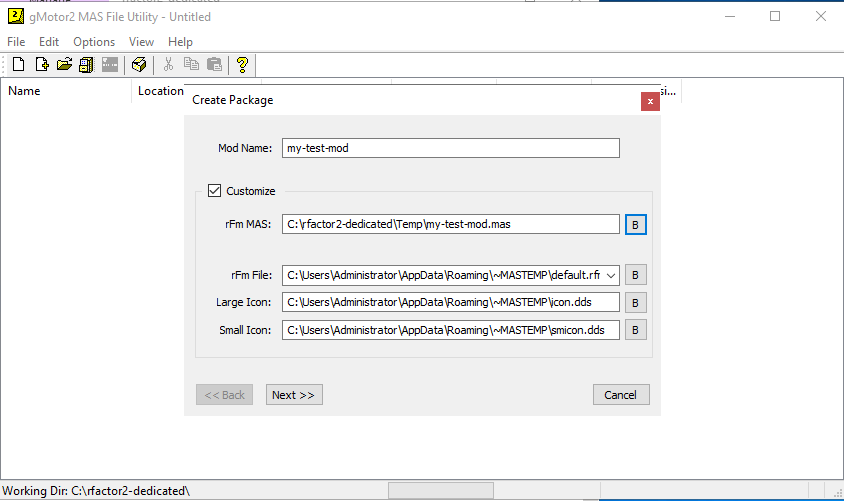 gMotor2 MAS File Utility - Untitled
File Edit Options View Help
Name Location
Create Package
x
Mod Name: my-test-mod
Customize
rFm MAS: C:\rfactor2-dedicated\Temp\my-test-mod.mas B
rFm File: C:\Users\Administrator\AppData\Roaming\~MASTEMP\default.rfr B
Large Icon: C:\Users\Administrator\AppData\Roaming\~MASTEMP\icon.dds B
Small Icon: C:\Users\Administrator\AppData\Roaming\~MASTEMP\smicon.dds B
<< Back Next >> Cancel
Working Dir: C:\rfactor2-dedicated\